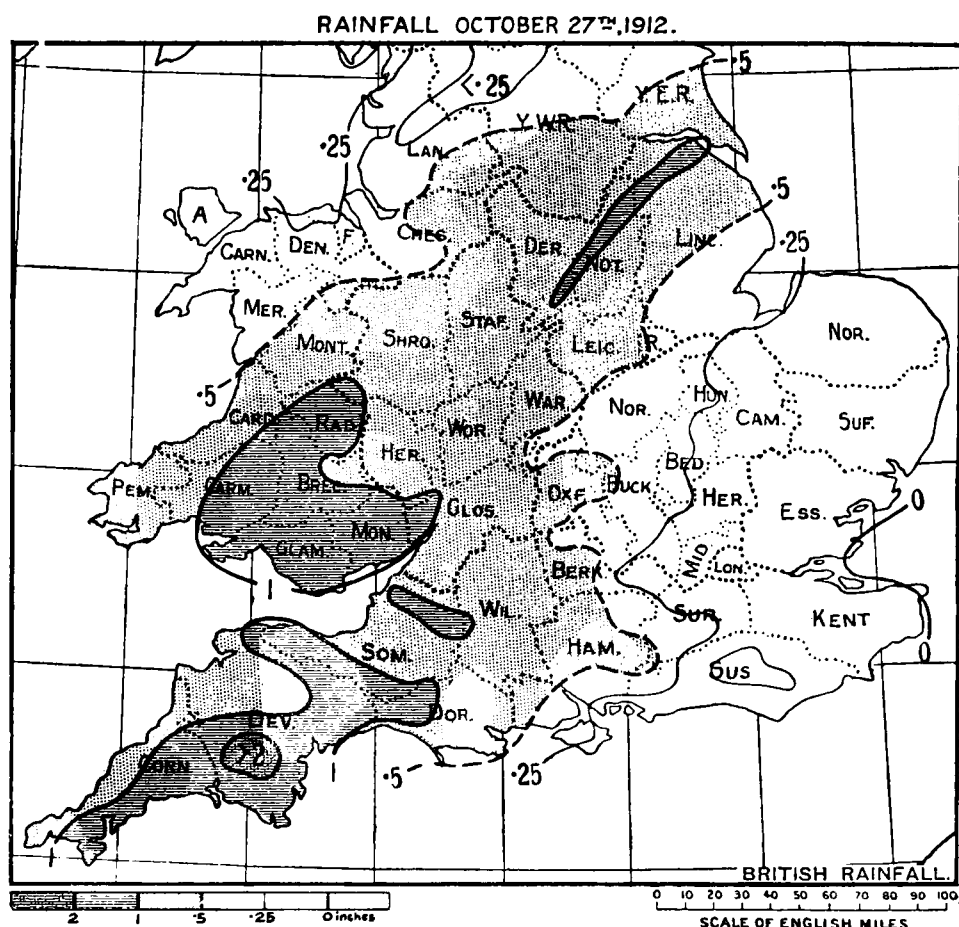 RAINFALL OCTOBER 27TH, 1912.
.5
<.25
Y.E.R.
Y.W.R.
.25
LAN.
.25
.5
A
CHES.
LINC.
.25
CARN. DEN. F
DER. NOT.
MER.
STAF.
NOR.
MONT. SHRO.
LEIC. R.
.5
WAR. NOR. HUN. CAM. SUF.
CARD. RAD.
HER. WOR.
BED
PEM. CARM. BREC. OXF. BUCK HER. ESS.
GLOS. 0
MON.
GLAM. BERK MID LON.
1
WIL. SUR. KENT
SOM. HAM. 0
SUS
DEV. DOR.
>2
CORN 1 .5 .25
1
BRITISH RAINFALL.
2 1 .5 .25 0 inches
0 10 20 30 40 50 60 70 80 90 100
SCALE OF ENGLISH MILES